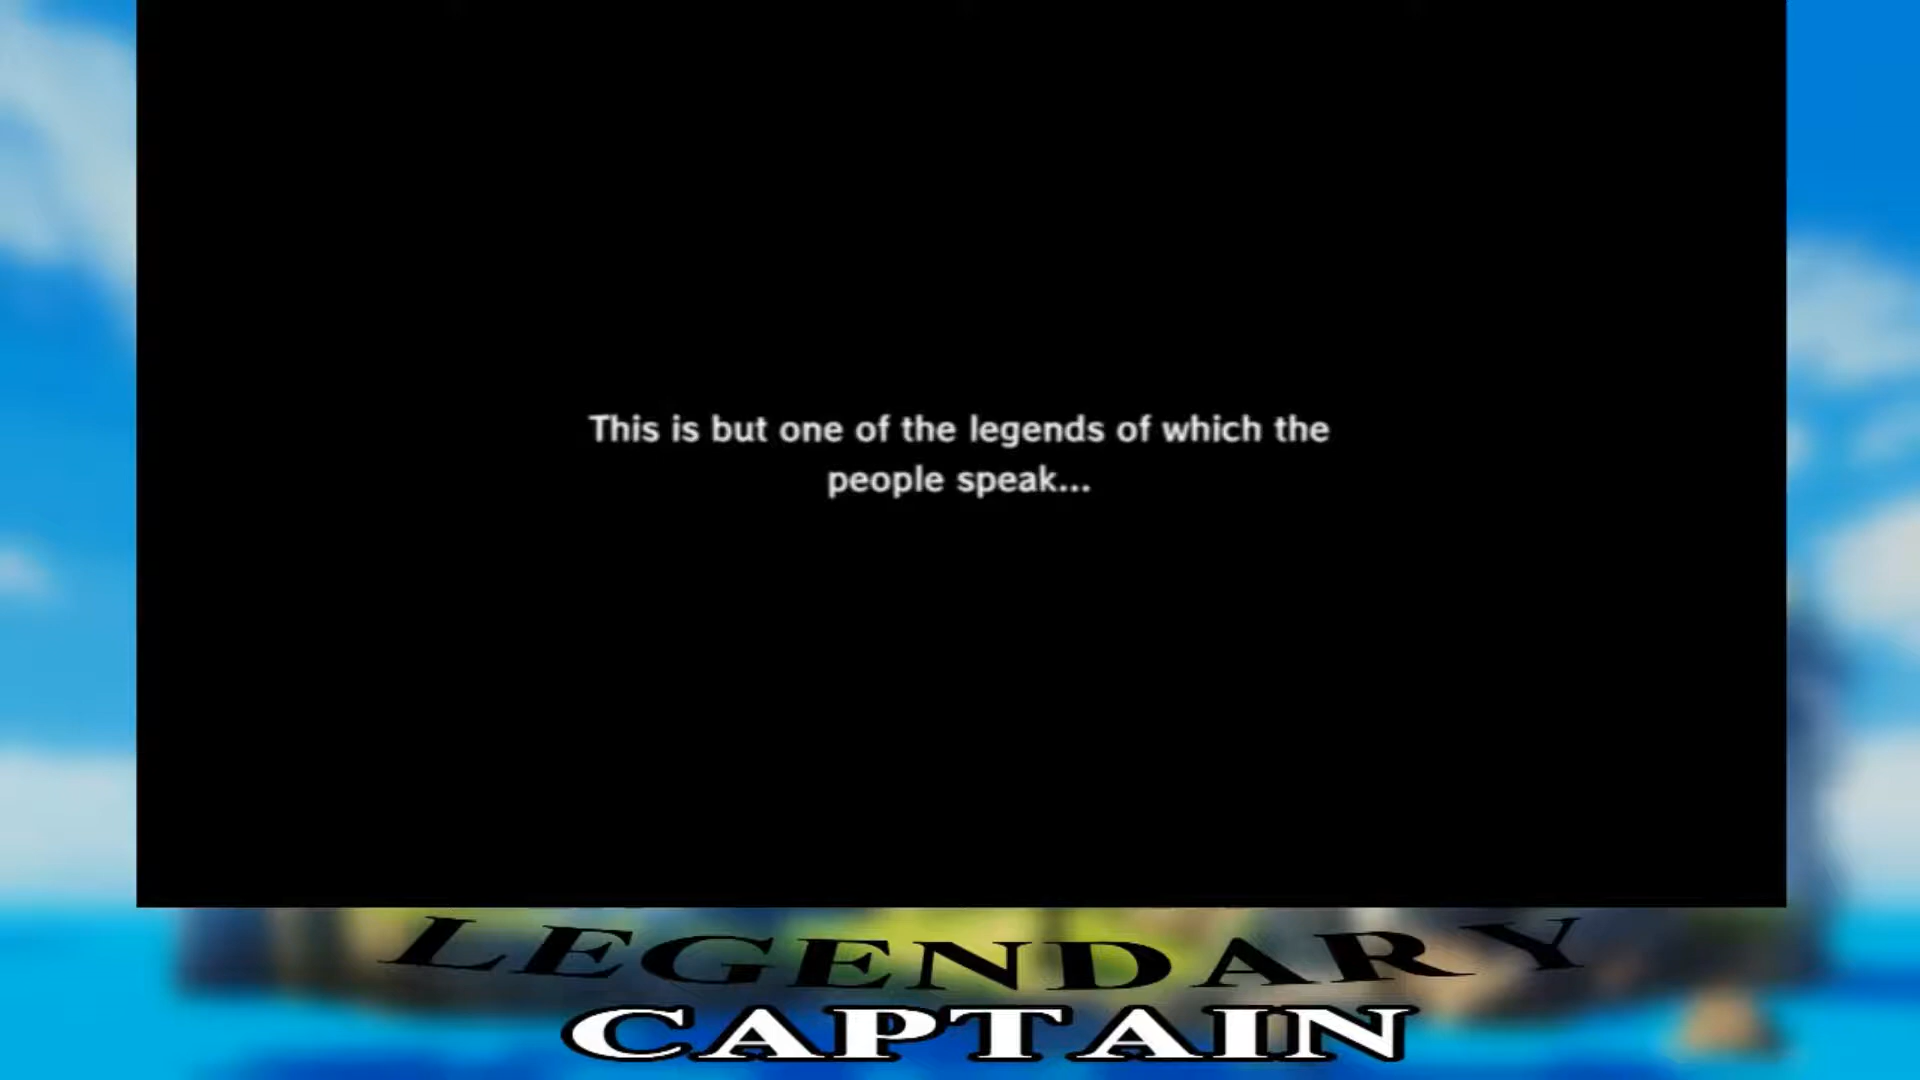 This is but one of the legends of which the
people speak...
LEGENDARY
CAPTAIN